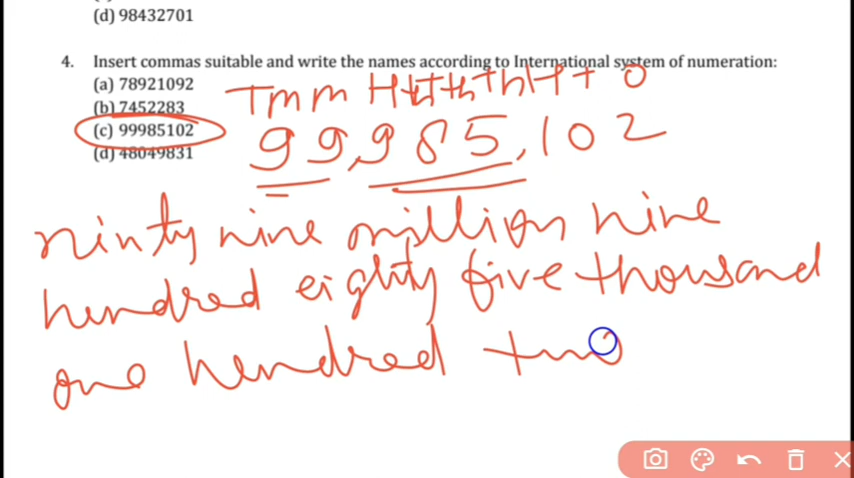 (d) 98432701
4. Insert commas suitable and write the names according to International system of numeration:
(a) 78921092
(b) 7452283
(c) 99985102
(d) 48049831
99,985,102
ninty nine million nine
hundred eighty five thousand
one hundred two